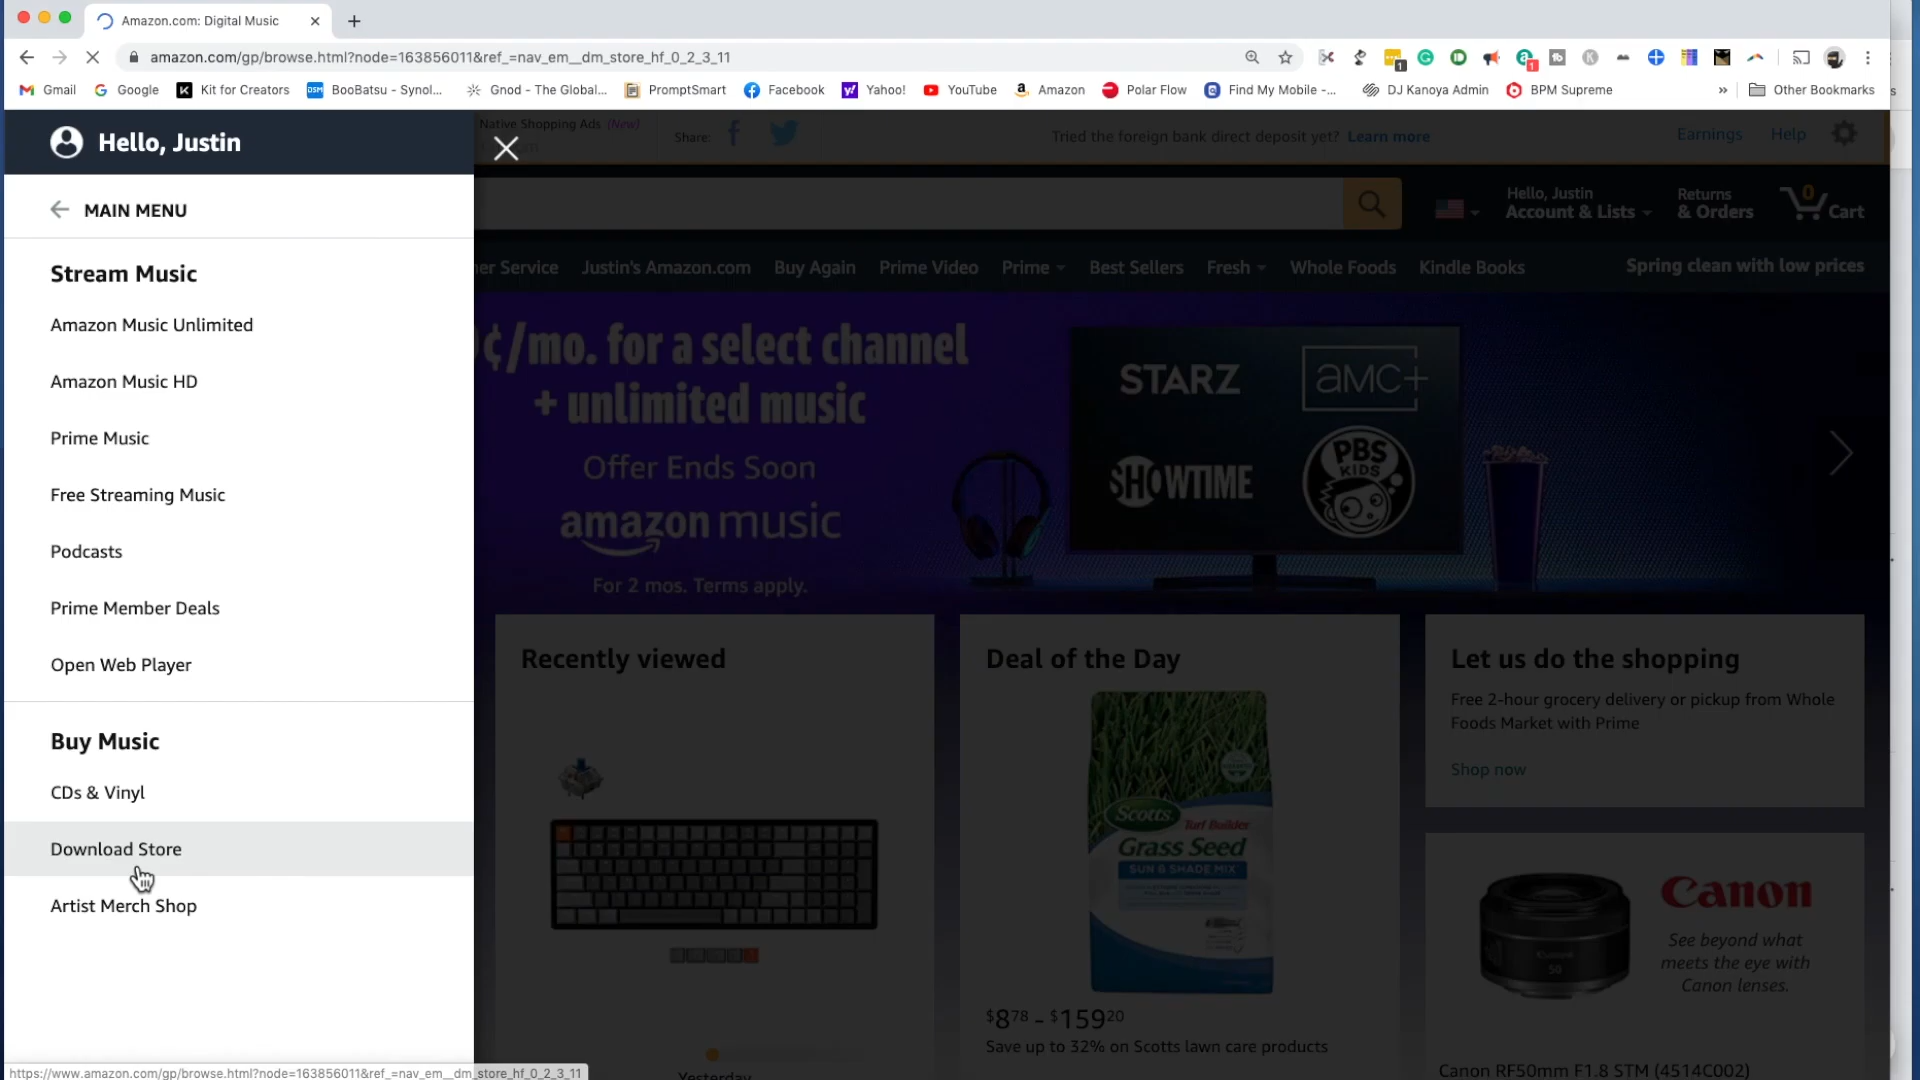 Amazon.com: Digital Music
amazon.com/gp/browse.html?node=163856011&ref_=nav_em__dm_store_hf_0_2_3_11
Gmail
Google
Kit for Creators
BooBatsu - Synol...
Gnod - The Global...
PromptSmart
Facebook
Yahoo!
YouTube
Amazon
Polar Flow
Find My Mobile -...
DJ Kanoya Admin
BPM Supreme
»
Other Bookmarks
Hello, Justin
MAIN MENU
Stream Music
Amazon Music Unlimited
Amazon Music HD
Prime Music
Free Streaming Music
Podcasts
Prime Member Deals
Open Web Player
Buy Music
CDs & Vinyl
Download Store
Artist Merch Shop
https://www.amazon.com/gp/browse.html?node=163856011&ref_=nav_em__dm_store_hf_0_2_3_11
Native Shopping Ads (New)
Share:
Tried the foreign bank direct deposit yet? Learn more
Earnings
Help
Hello, Justin
Account & Lists
Returns
& Orders
0
Cart
er Service
Justin's Amazon.com
Buy Again
Prime Video
Prime
Best Sellers
Fresh
Whole Foods
Kindle Books
Spring clean with low prices
¢/mo. for a select channel
+ unlimited music
Offer Ends Soon
amazon music
For 2 mos. Terms apply.
STARZ
amc+
SHOWTIME
PBS
KIDS
Recently viewed
Yesterday
Deal of the Day
Scotts
Turf Builder
Grass Seed
SUN & SHADE MIX
$878 - $15920
Save up to 32% on Scotts lawn care products
Let us do the shopping
Free 2-hour grocery delivery or pickup from Whole
Foods Market with Prime
Shop now
Canon
See beyond what
meets the eye with
Canon lenses.
Canon RF50mm F1.8 STM (4514C002)